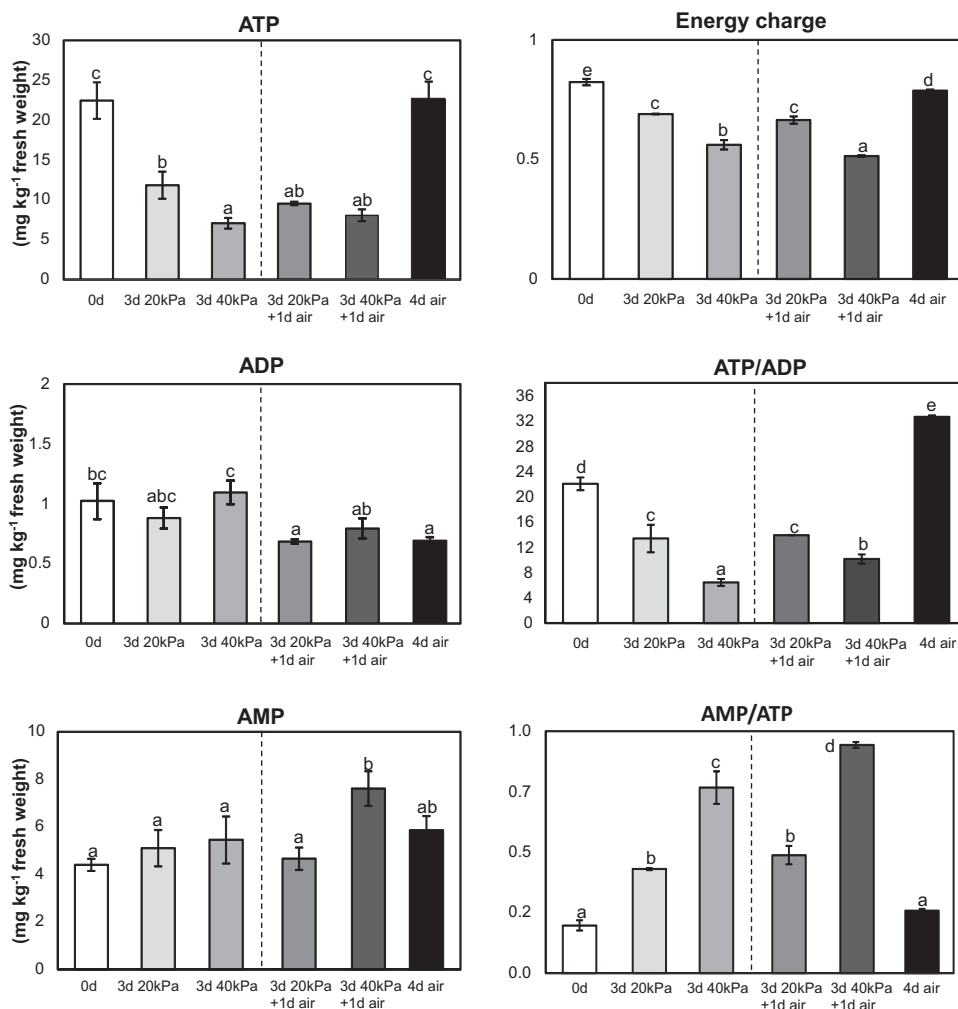 ATP
(mg kg⁻¹ fresh weight)
30
25
20
15
10
5
0
c
b
a
ab
ab
c
0d
3d 20kPa
3d 40kPa
3d 20kPa
+1d air
3d 40kPa
+1d air
4d air
Energy charge
1
0.5
0
e
c
b
c
a
d
0d
3d 20kPa
3d 40kPa
3d 20kPa
+1d air
3d 40kPa
+1d air
4d air
ADP
(mg kg⁻¹ fresh weight)
2
1.5
1
0.5
0
bc
abc
c
a
ab
a
0d
3d 20kPa
3d 40kPa
3d 20kPa
+1d air
3d 40kPa
+1d air
4d air
ATP/ADP
36
32
28
24
20
16
12
8
4
0
d
c
a
c
b
e
0d
3d 20kPa
3d 40kPa
3d 20kPa
+1d air
3d 40kPa
+1d air
4d air
AMP
(mg kg⁻¹ fresh weight)
10
8
6
4
2
0
a
a
a
a
b
ab
0d
3d 20kPa
3d 40kPa
3d 20kPa
+1d air
3d 40kPa
+1d air
4d air
AMP/ATP
1.0
0.7
0.5
0.2
0.0
a
b
c
b
d
a
0d
3d 20kPa
3d 40kPa
3d 20kPa
+1d air
3d 40kPa
+1d air
4d air